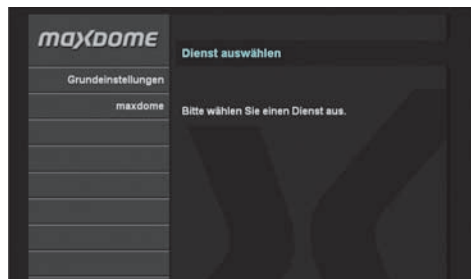 maxdome
Dienst auswählen
Grundeinstellungen
maxdome
Bitte wählen Sie einen Dienst aus.